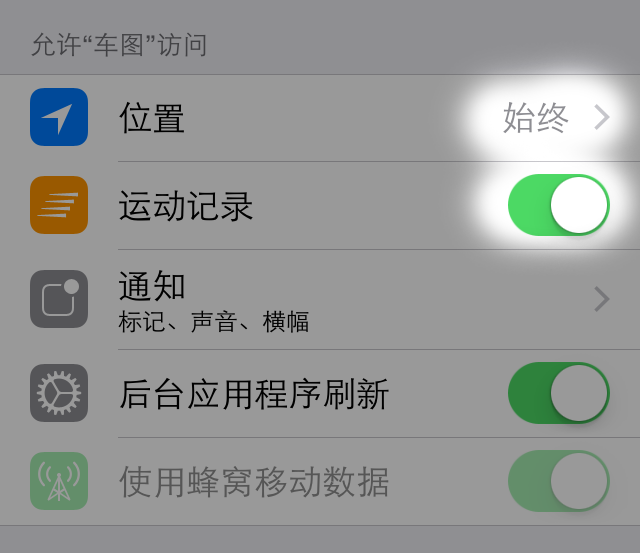 允许“车图”访问
位置 始终
运动记录
通知
标记、声音、横幅
后台应用程序刷新
使用蜂窝移动数据